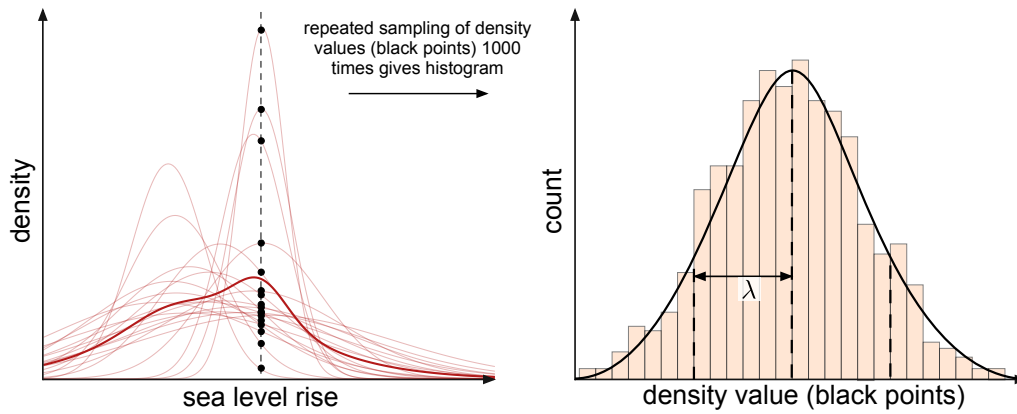 repeated sampling of density
values (black points) 1000
times gives histogram
density
sea level rise
count
λ
density value (black points)